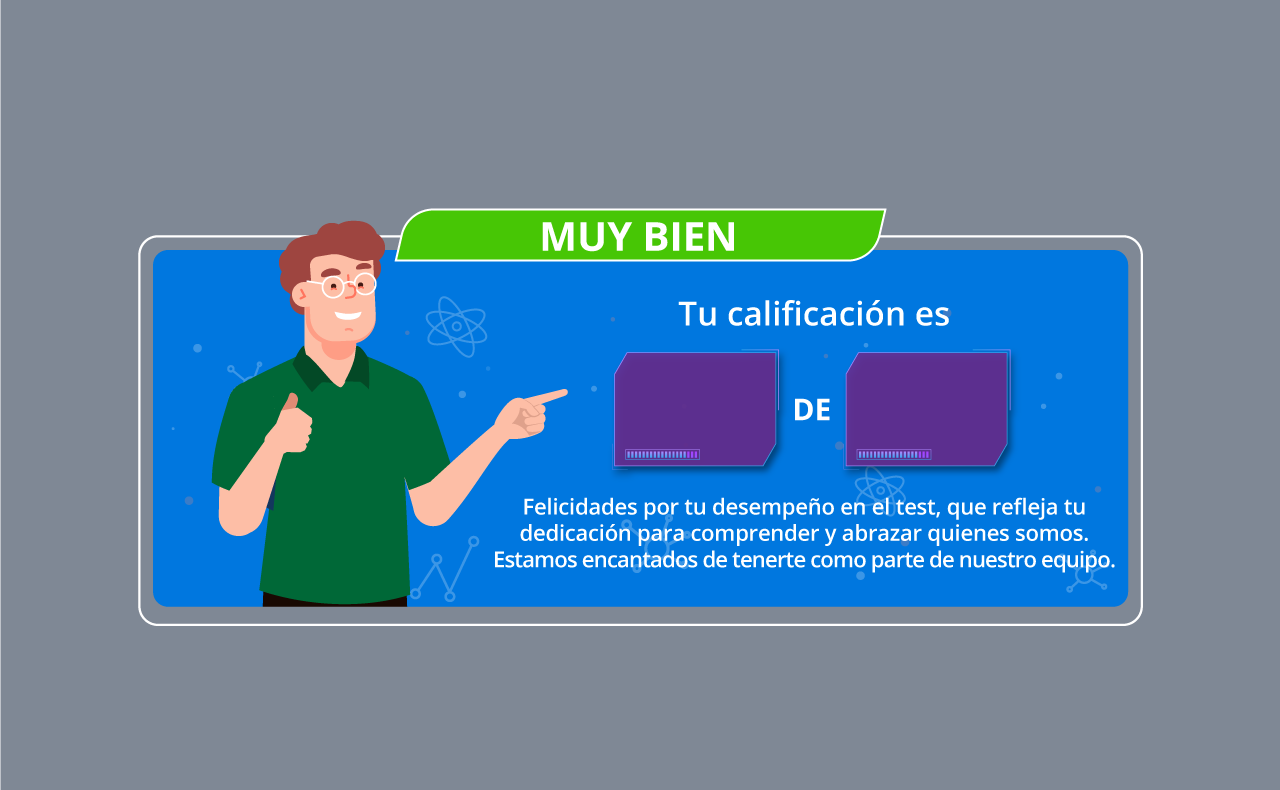 MUY BIEN
Tu calificación es
DE
Felicidades por tu desempeño en el test, que refleja tu
dedicación para comprender y abrazar quienes somos.
Estamos encantados de tenerte como parte de nuestro equipo.